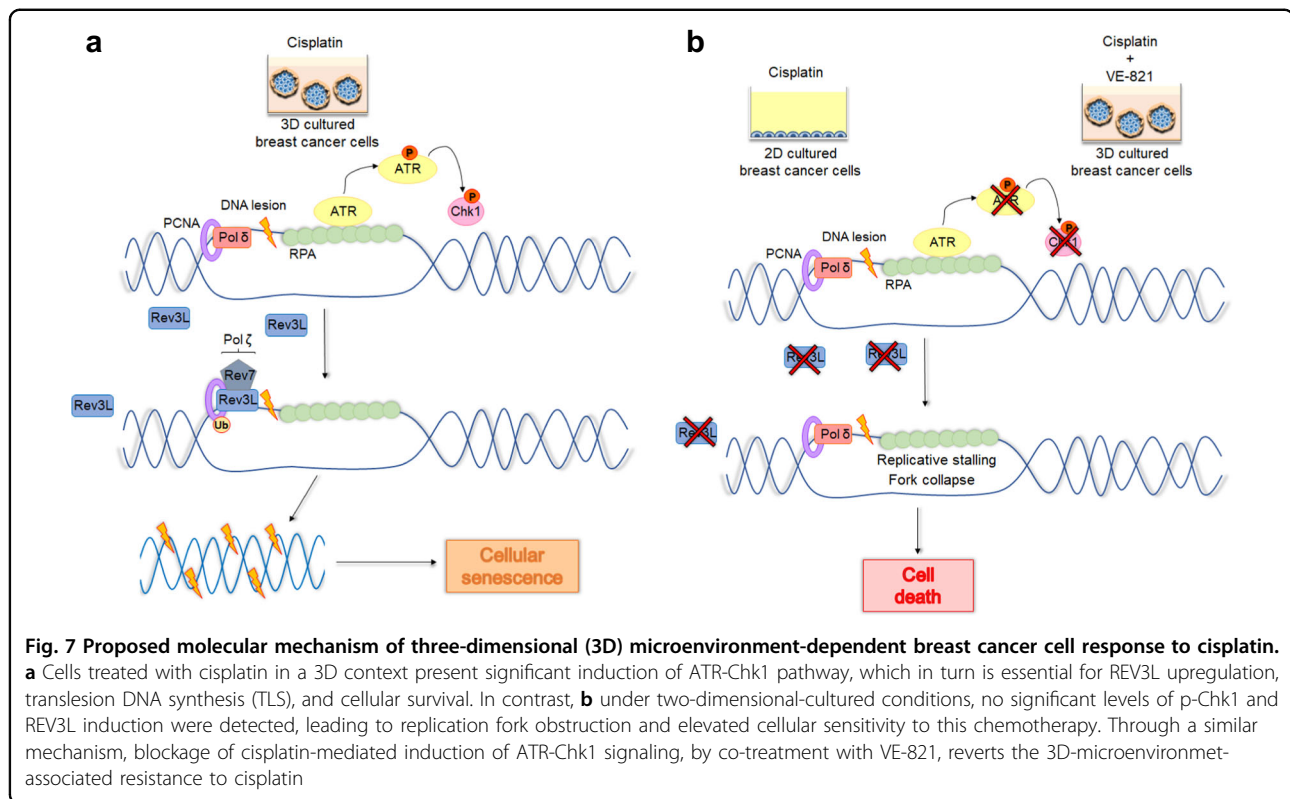 a
Cisplatin
3D cultured
breast cancer cells
P
ATR
P
Chk1
DNA lesion
ATR
PCNA
Pol δ
RPA
Rev3L
Rev3L
Pol ζ
Rev7
Rev3L
Rev3L
Ub
Cellular
senescence
b
Cisplatin
2D cultured
breast cancer cells
Cisplatin
+
VE-821
3D cultured
breast cancer cells
P
ATR
P
Chk1
DNA lesion
ATR
PCNA
Pol δ
RPA
Rev3L
Rev3L
Rev3L
Pol δ
Replicative stalling
Fork collapse
Cell
death
Fig. 7 Proposed molecular mechanism of three-dimensional (3D) microenvironment-dependent breast cancer cell response to cisplatin.
a Cells treated with cisplatin in a 3D context present significant induction of ATR-Chk1 pathway, which in turn is essential for REV3L upregulation,
translesion DNA synthesis (TLS), and cellular survival. In contrast, b under two-dimensional-cultured conditions, no significant levels of p-Chk1 and
REV3L induction were detected, leading to replication fork obstruction and elevated cellular sensitivity to this chemotherapy. Through a similar
mechanism, blockage of cisplatin-mediated induction of ATR-Chk1 signaling, by co-treatment with VE-821, reverts the 3D-microenvironmet-
associated resistance to cisplatin